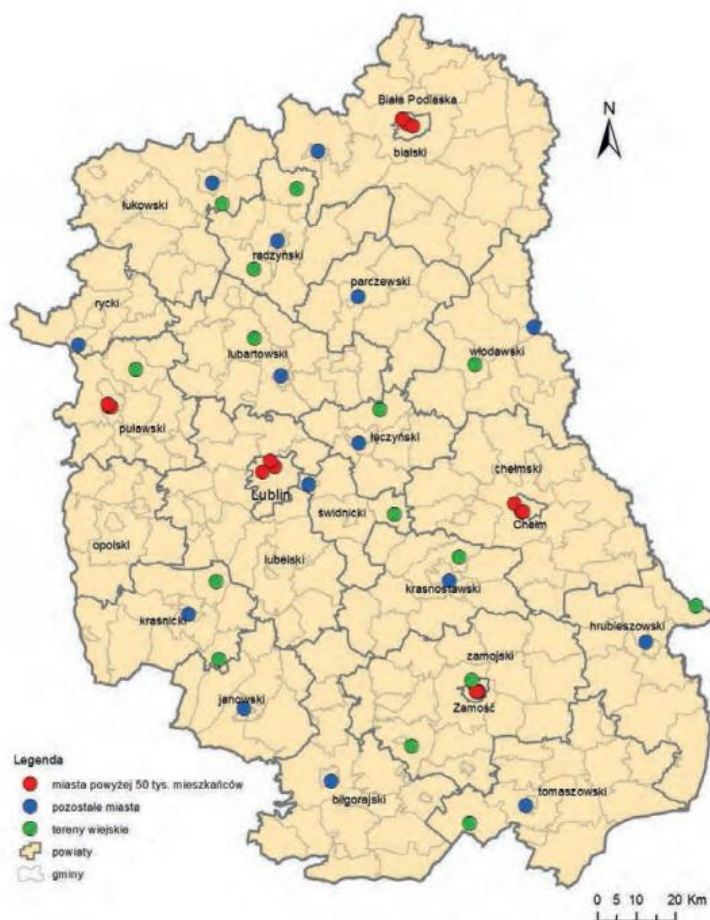 Biała Podlaska
N
bialski
łukowski
radzyński
parczewski
rycki
lubartowski
włodawski
puławski
łęczyński
chełmski
Lublin
świdnicki
Chełm
opolski
lubelski
krasnostawski
kraśnicki
hrubieszowski
zamojski
janowski
Zamość
Legenda
miasta powyżej 50 tys. mieszkańców
pozostałe miasta
tereny wiejskie
powiaty
gminy
biłgorajski
tomaszowski
0 5 10 20 Km